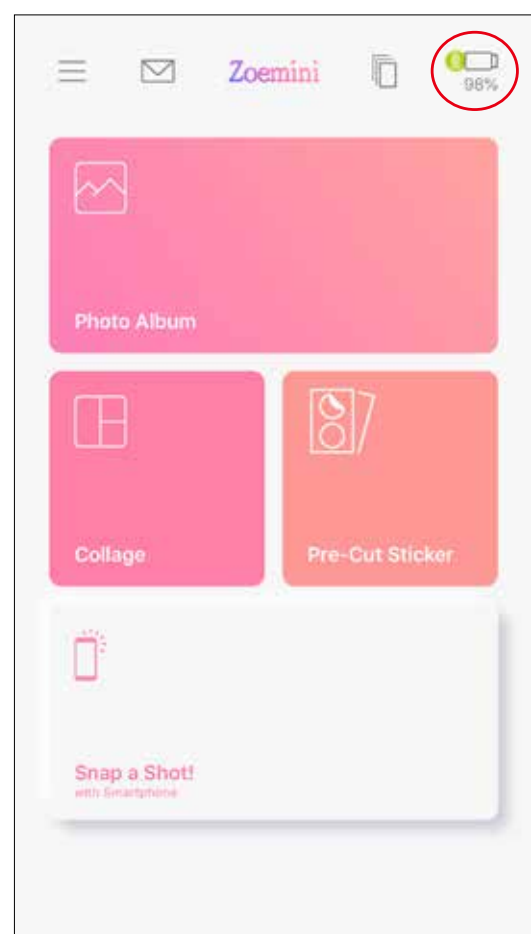 Zoemini
98%
Photo Album
Collage
Pre-Cut Sticker
Snap a Shot!
with Smartphone